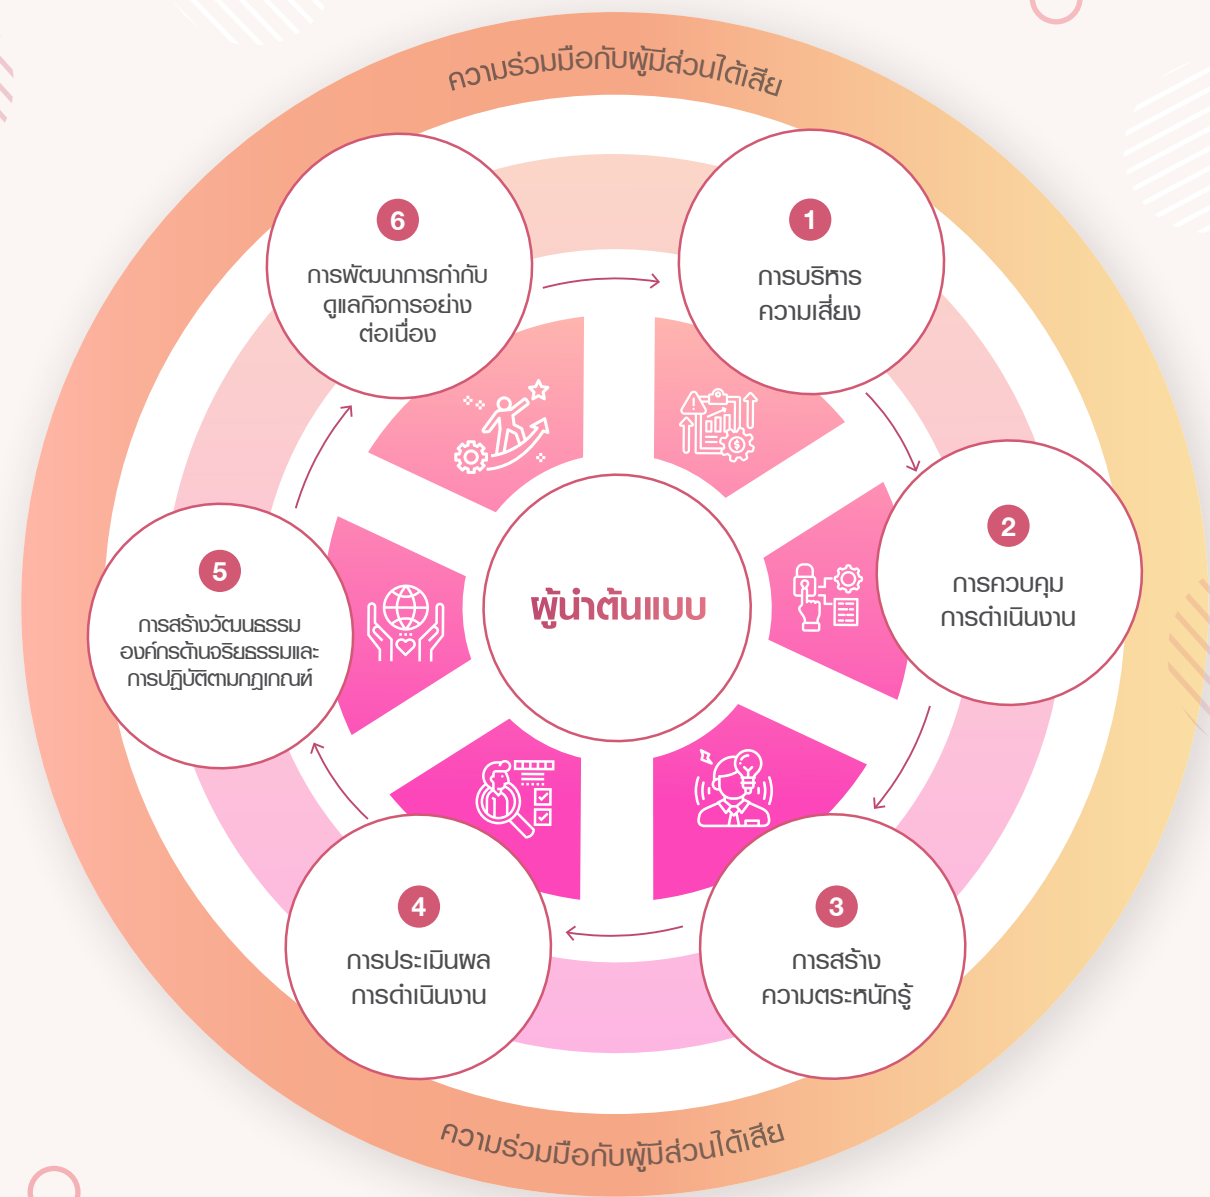 ความร่วมมือกับผู้มีส่วนได้เสีย
1
การบริหาร
ความเสี่ยง
2
การควบคุม
การดำเนินงาน
3
การสร้าง
ความตระหนักรู้
4
การประเมินผล
การดำเนินงาน
5
การสร้างวัฒนธรรม
องค์กรด้านจริยธรรมและ
การปฏิบัติตามกฎเกณฑ์
6
การพัฒนาการกำกับ
ดูแลกิจการอย่าง
ต่อเนื่อง
ผู้นำต้นแบบ
ความร่วมมือกับผู้มีส่วนได้เสีย